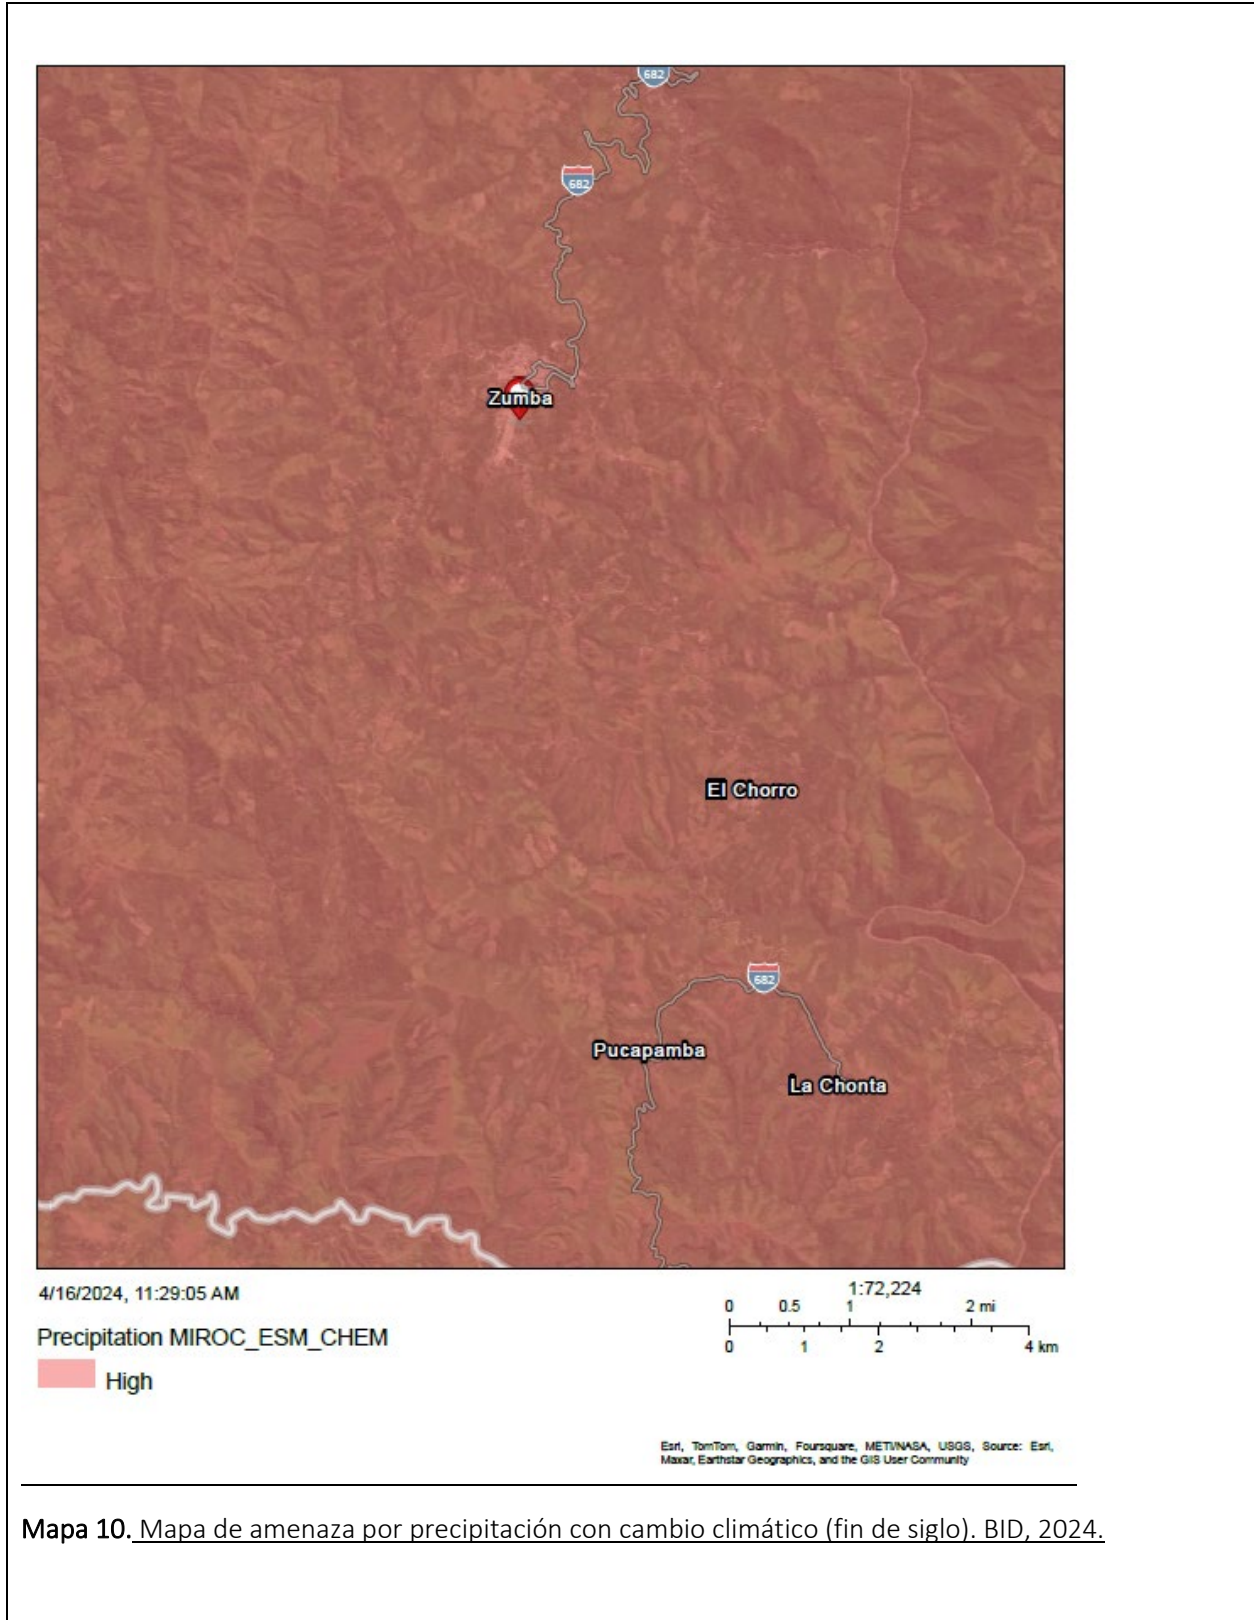 682
682
Zumba
El Chorro
682
Pucapamba
La Chonta
4/16/2024, 11:29:05 AM
1:72,224
0 0.5 1 2 mi
0 1 2 4 km
Precipitation MIROC_ESM_CHEM
High
Esri, TomTom, Garmin, Foursquare, METI/NASA, USGS, Source: Esri,
Maxar, Earthstar Geographics, and the GIS User Community
Mapa 10. Mapa de amenaza por precipitación con cambio climático (fin de siglo). BID, 2024.